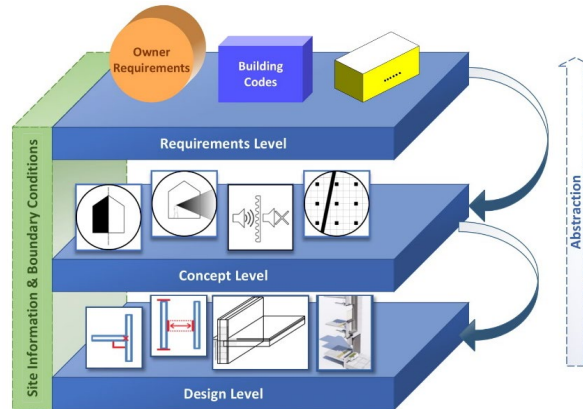 Owner
Requirements
Building
Codes
......
Requirements Level
Concept Level
Design Level
Site Information & Boundary Conditions
Abstraction